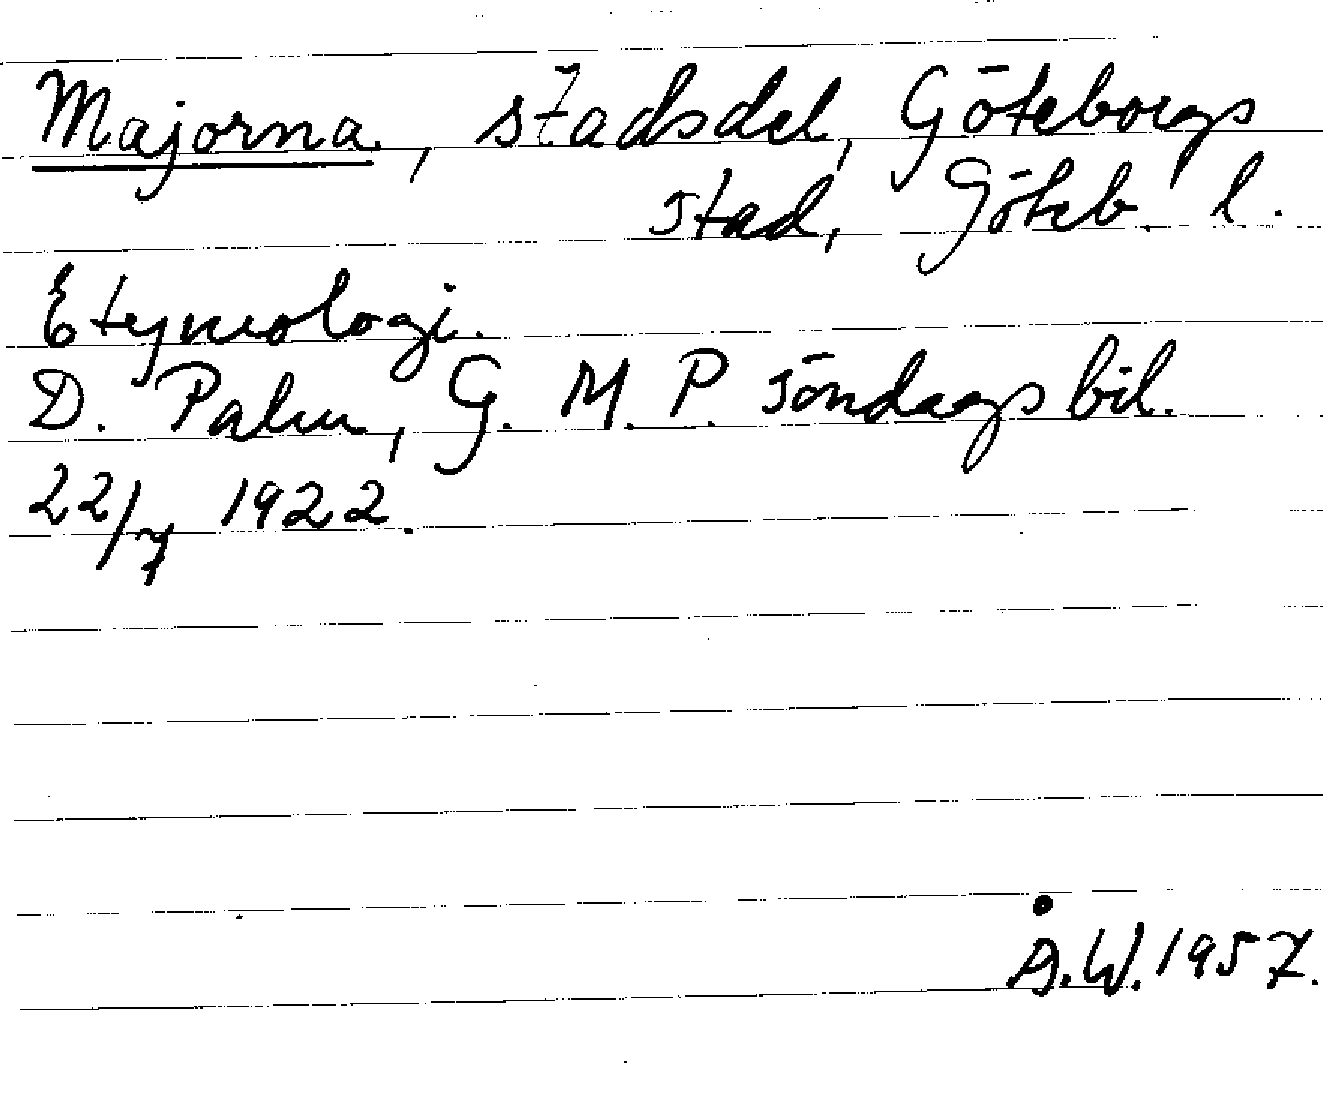 Majorna, stadsdel, Göteborgs
stad, Göteb. l.
Etymologi.
D. Palm, G. M. P. söndagsbil.
22/7 1922.
Å.W. 1957.